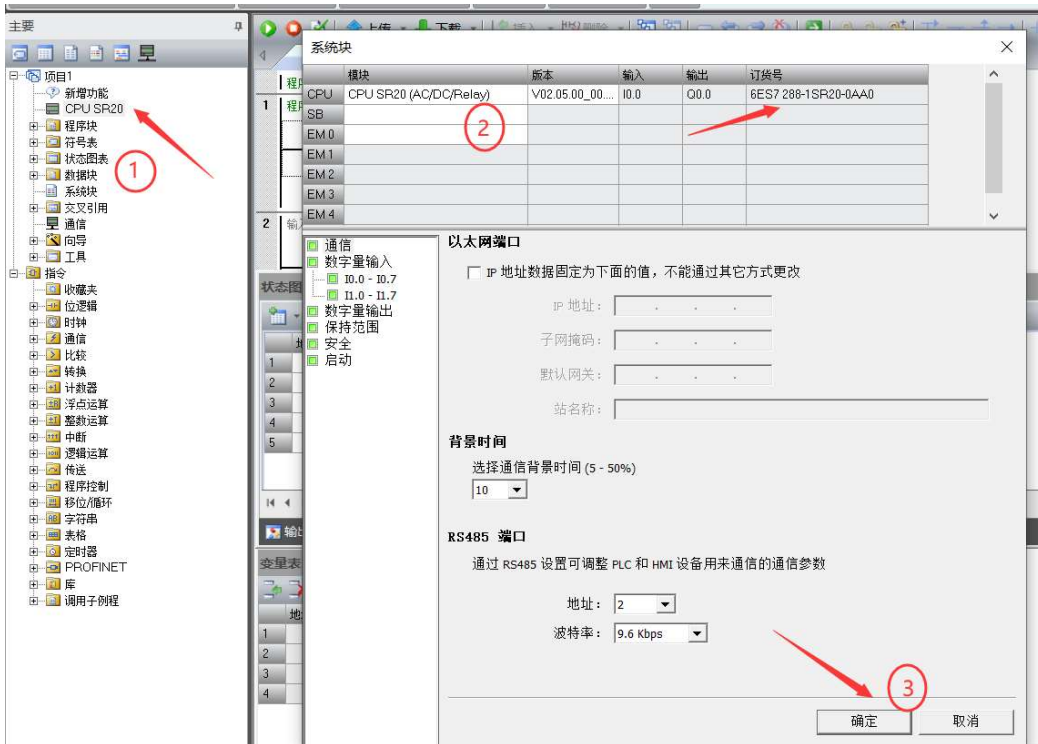 主要
项目1
新增功能
CPU SR20
程序块
符号表
状态图表
数据块
系统块
交叉引用
通信
向导
工具
指令
收藏夹
位逻辑
时钟
通信
比较
转换
计数器
浮点运算
整数运算
中断
逻辑运算
传送
程序控制
移位/循环
字符串
表格
定时器
PROFINET
库
调用子例程
1
上传
下载
插入
删除
1
2
状态图
1
2
3
4
5
变量表
1
2
3
4
系统块
模块 版本 输入 输出 订货号
CPU CPU SR20 (AC/DC/Relay) V02.05.00_00.... I0.0 Q0.0 6ES7 288-1SR20-0AA0
SB
EM 0
EM 1
EM 2
EM 3
EM 4
2
通信
数字量输入
I0.0 - I0.7
I1.0 - I1.7
数字量输出
保持范围
安全
启动
以太网端口
IP 地址数据固定为下面的值，不能通过其它方式更改
IP 地址：
子网掩码：
默认网关：
站名称：
背景时间
选择通信背景时间 (5 - 50%)
10
RS485 端口
通过 RS485 设置可调整 PLC 和 HMI 设备用来通信的通信参数
地址： 2
波特率： 9.6 Kbps
3
确定 取消